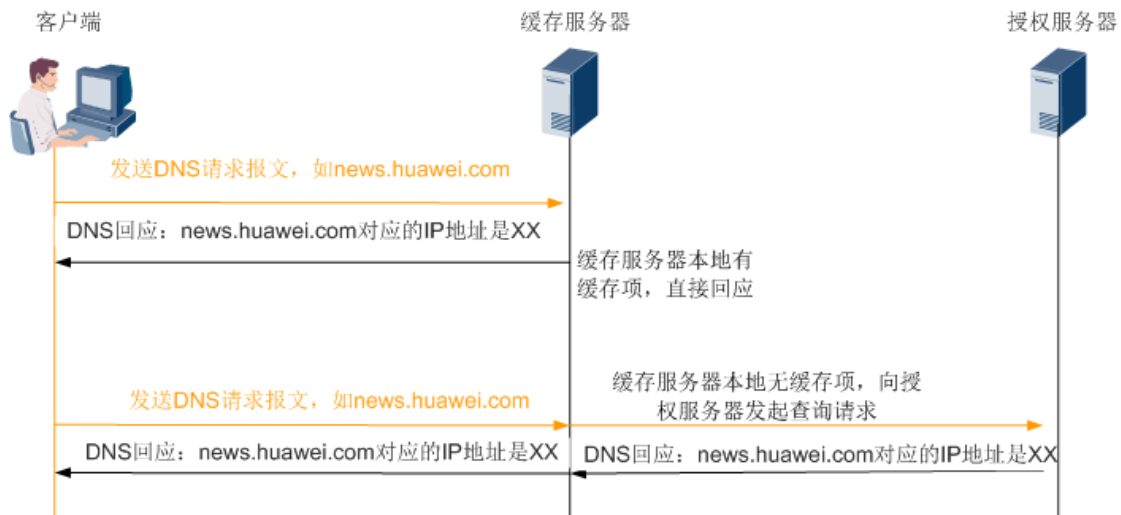 客户端
缓存服务器
授权服务器
发送DNS请求报文，如news.huawei.com
DNS回应：news.huawei.com对应的IP地址是XX
缓存服务器本地有
缓存项，直接回应
缓存服务器本地无缓存项，向授
权服务器发起查询请求
发送DNS请求报文，如news.huawei.com
DNS回应：news.huawei.com对应的IP地址是XX
DNS回应：news.huawei.com对应的IP地址是XX